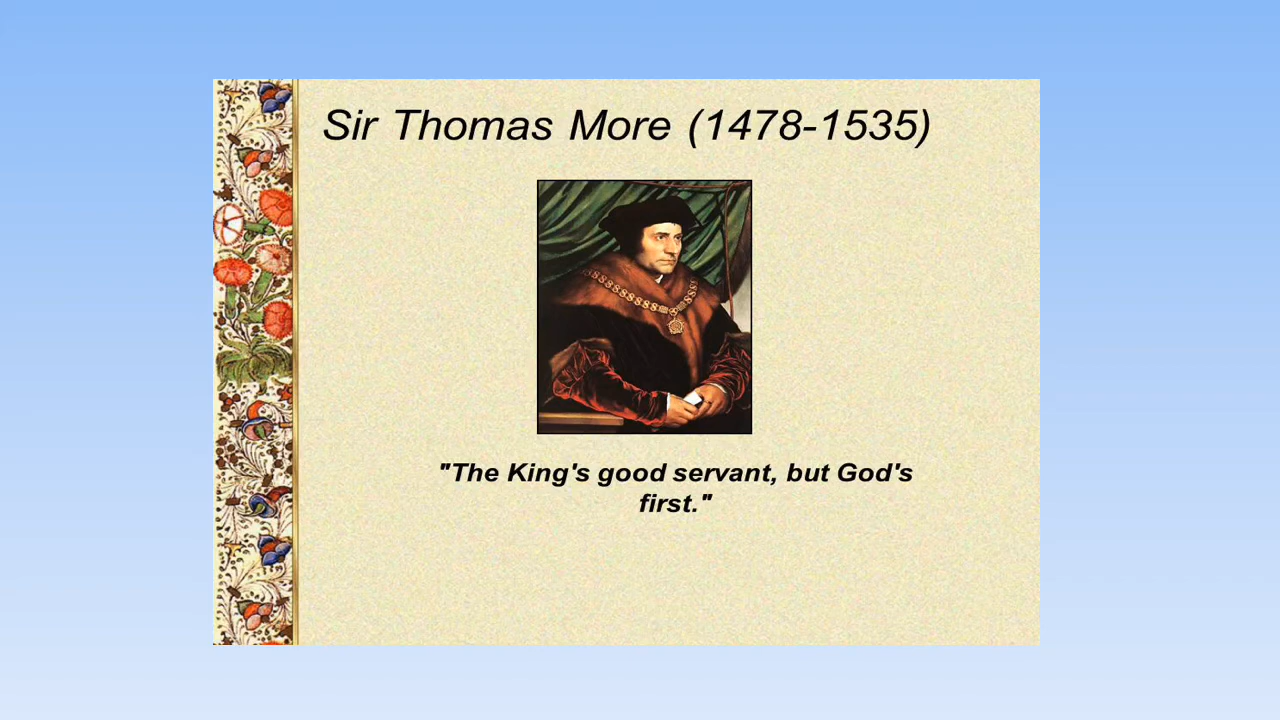 Sir Thomas More (1478-1535)
"The King's good servant, but God's
first."